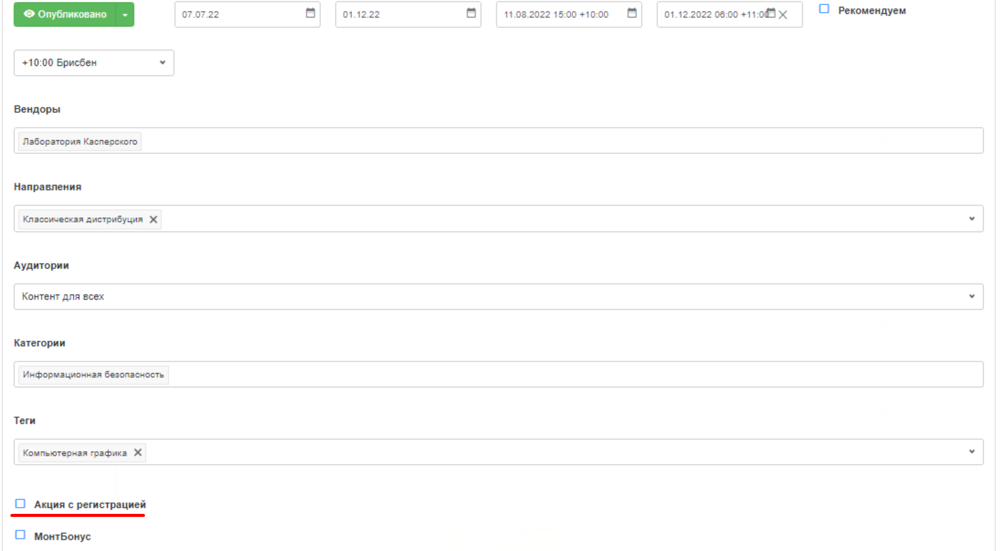 Опубликовано 07.07.22 01.12.22 11.08.2022 15:00 +10:00 01.12.2022 06:00 +11:00 Рекомендуем
+10:00 Брисбен
Вендоры
Лаборатория Касперского
Направления
Классическая дистрибуция
Аудитории
Контент для всех
Категории
Информационная безопасность
Теги
Компьютерная графика
Акция с регистрацией
МонтБонус